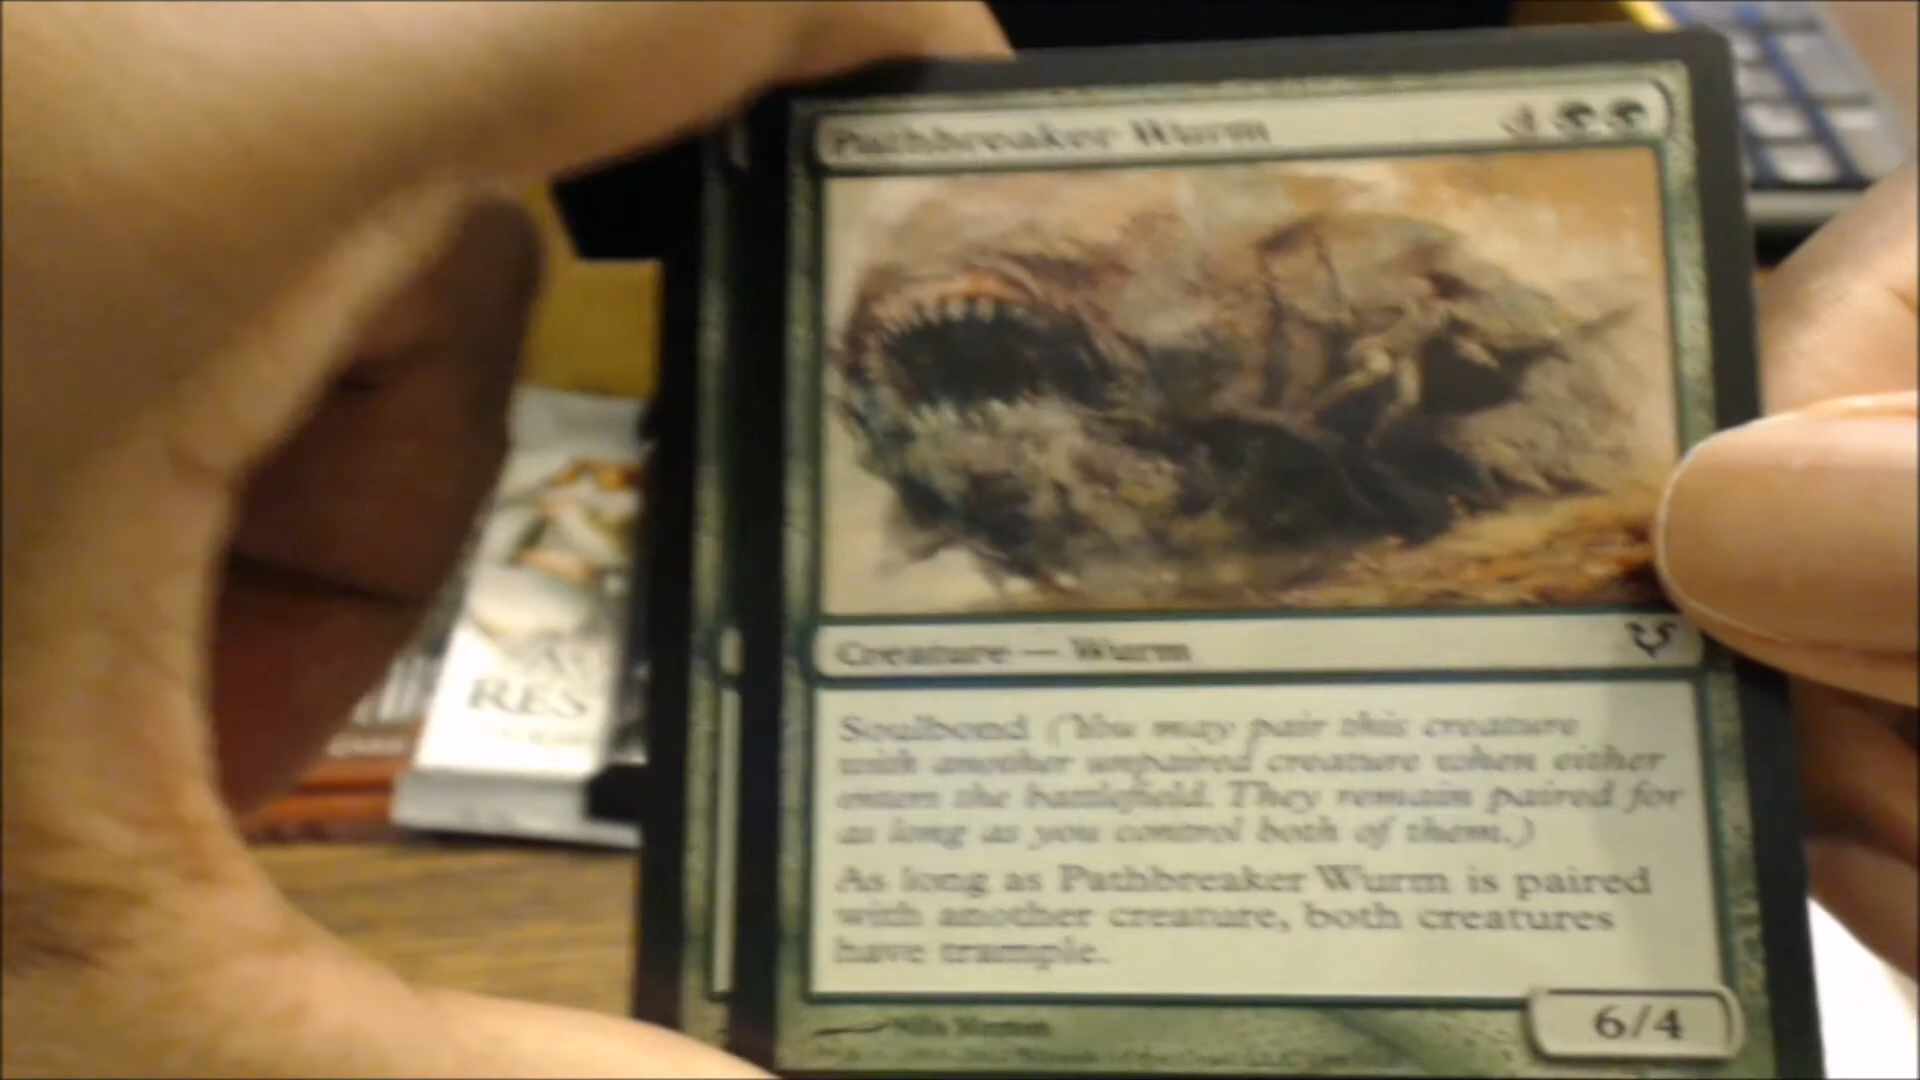 Pathbreaker Wurm 4
Creature — Wurm
Soulbond (You may pair this creature
with another unpaired creature when either
enters the battlefield. They remain paired for
as long as you control both of them.)
As long as Pathbreaker Wurm is paired
with another creature, both creatures
have trample.
6/4
RES